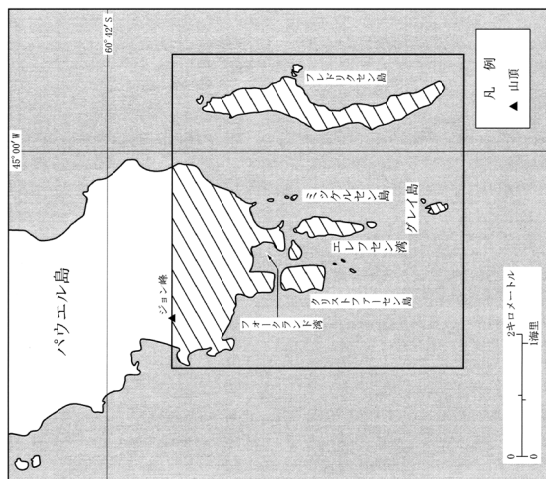 60°42′S
45°00′W
パウエル島
ジョン峰
フォークランド湾
クリストファーセン島
エレフセン湾
ミッケルセン島
グレイ島
フレドリクセン島
凡 例
▲ 山頂
0 2キロメートル
0 1海里